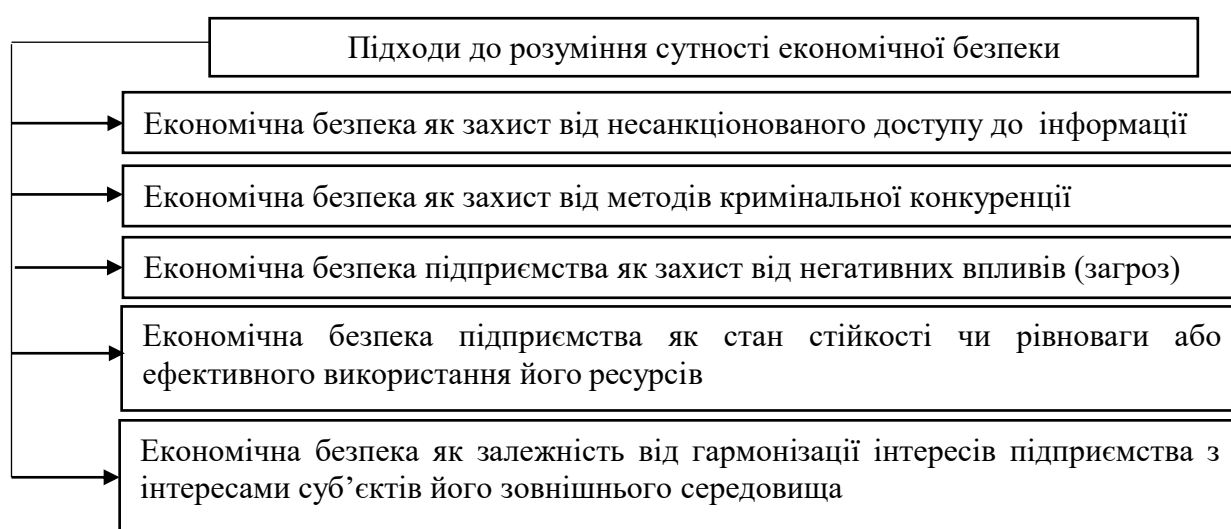 Підходи до розуміння сутності економічної безпеки
Економічна безпека як захист від несанкціонованого доступу до інформації
Економічна безпека як захист від методів кримінальної конкуренції
Економічна безпека підприємства як захист від негативних впливів (загроз)
Економічна безпека підприємства як стан стійкості чи рівноваги або
ефективного використання його ресурсів
Економічна безпека як залежність від гармонізації інтересів підприємства з
інтересами суб’єктів його зовнішнього середовища